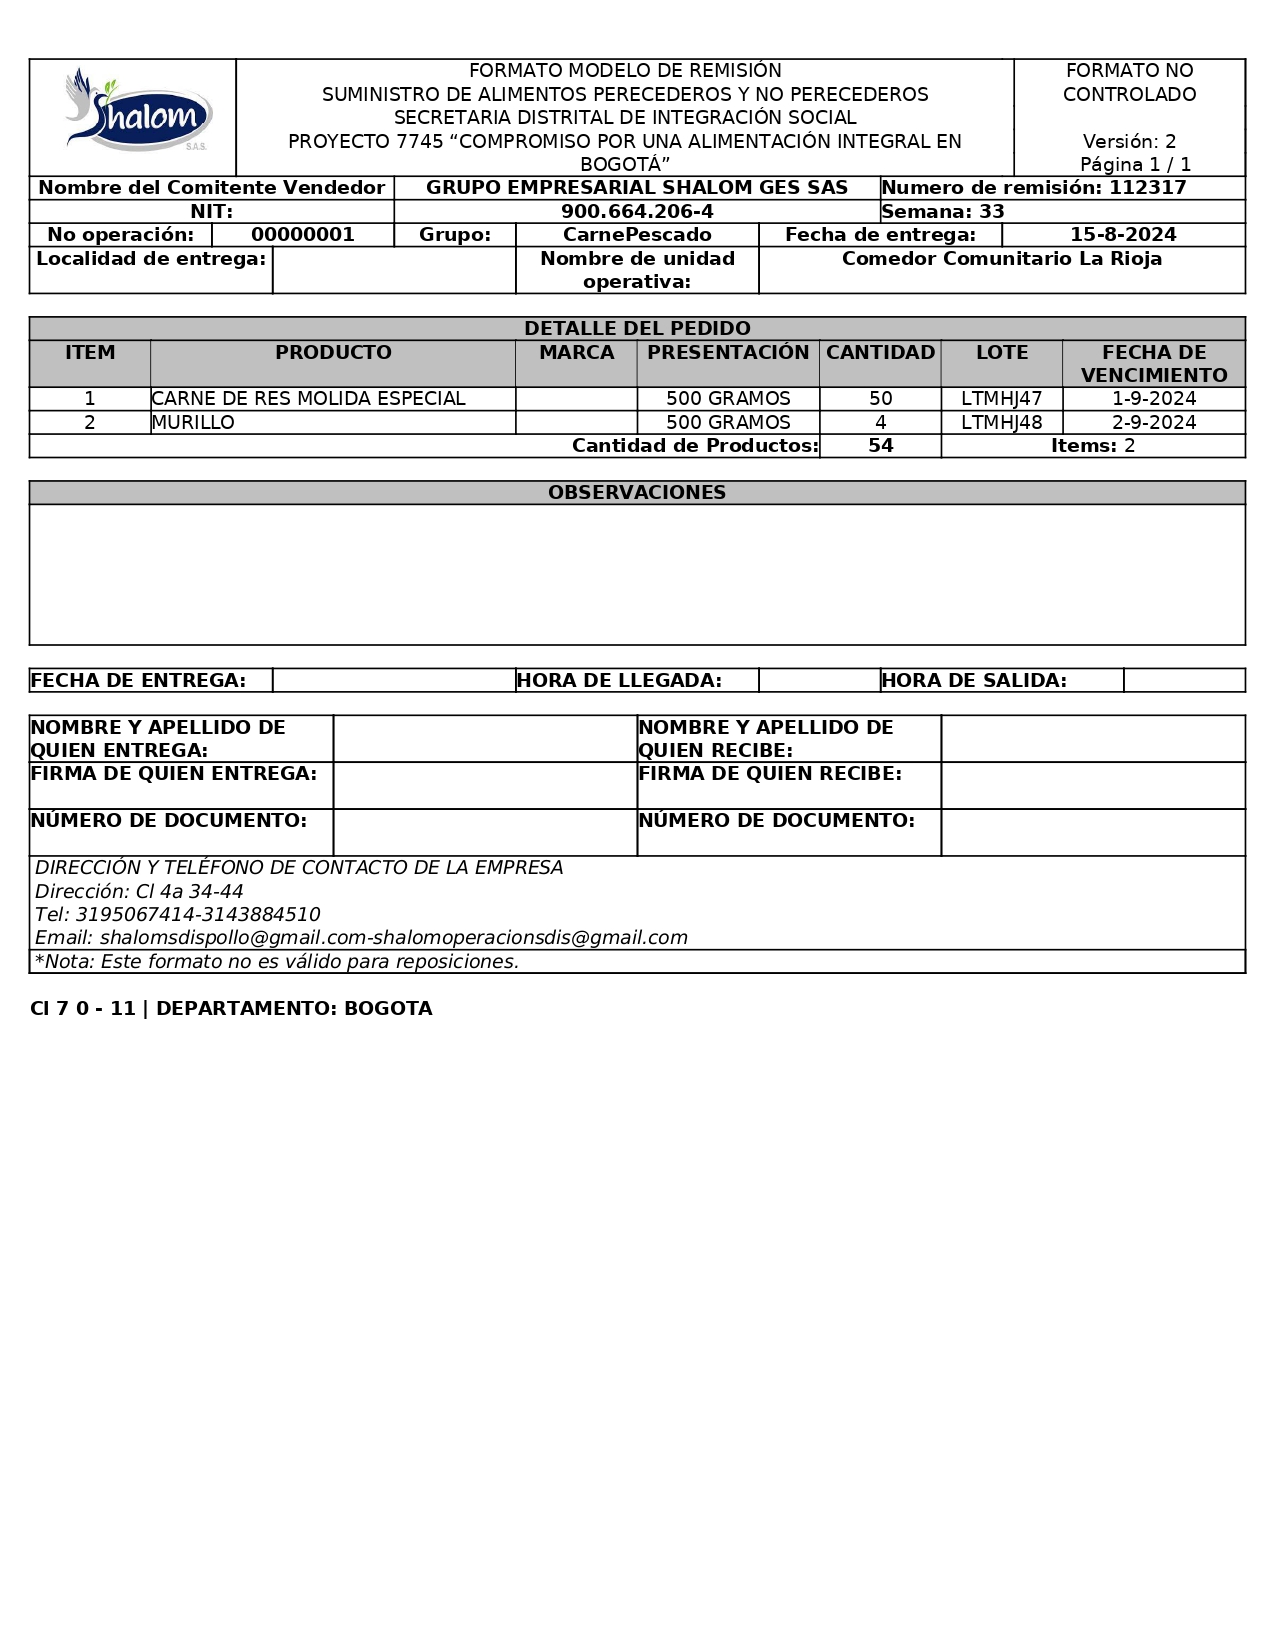 Shalom
S.A.S.
FORMATO MODELO DE REMISIÓN
SUMINISTRO DE ALIMENTOS PERECEDEROS Y NO PERECEDEROS
SECRETARIA DISTRITAL DE INTEGRACIÓN SOCIAL
PROYECTO 7745 “COMPROMISO POR UNA ALIMENTACIÓN INTEGRAL EN
BOGOTÁ”
FORMATO NO
CONTROLADO
Versión: 2
Página 1 / 1
Nombre del Comitente Vendedor GRUPO EMPRESARIAL SHALOM GES SAS Numero de remisión: 112317
NIT: 900.664.206-4 Semana: 33
No operación: 00000001 Grupo: CarnePescado Fecha de entrega: 15-8-2024
Localidad de entrega: Nombre de unidad operativa: Comedor Comunitario La Rioja
DETALLE DEL PEDIDO
ITEM PRODUCTO MARCA PRESENTACIÓN CANTIDAD LOTE FECHA DE VENCIMIENTO
1 CARNE DE RES MOLIDA ESPECIAL 500 GRAMOS 50 LTMHJ47 1-9-2024
2 MURILLO 500 GRAMOS 4 LTMHJ48 2-9-2024
Cantidad de Productos: 54 Items: 2
OBSERVACIONES
FECHA DE ENTREGA: HORA DE LLEGADA: HORA DE SALIDA:
NOMBRE Y APELLIDO DE QUIEN ENTREGA: NOMBRE Y APELLIDO DE QUIEN RECIBE:
FIRMA DE QUIEN ENTREGA: FIRMA DE QUIEN RECIBE:
NÚMERO DE DOCUMENTO: NÚMERO DE DOCUMENTO:
DIRECCIÓN Y TELÉFONO DE CONTACTO DE LA EMPRESA
Dirección: Cl 4a 34-44
Tel: 3195067414-3143884510
Email: shalomsdispollo@gmail.com-shalomoperacionsdis@gmail.com
*Nota: Este formato no es válido para reposiciones.
Cl 7 0 - 11 | DEPARTAMENTO: BOGOTA